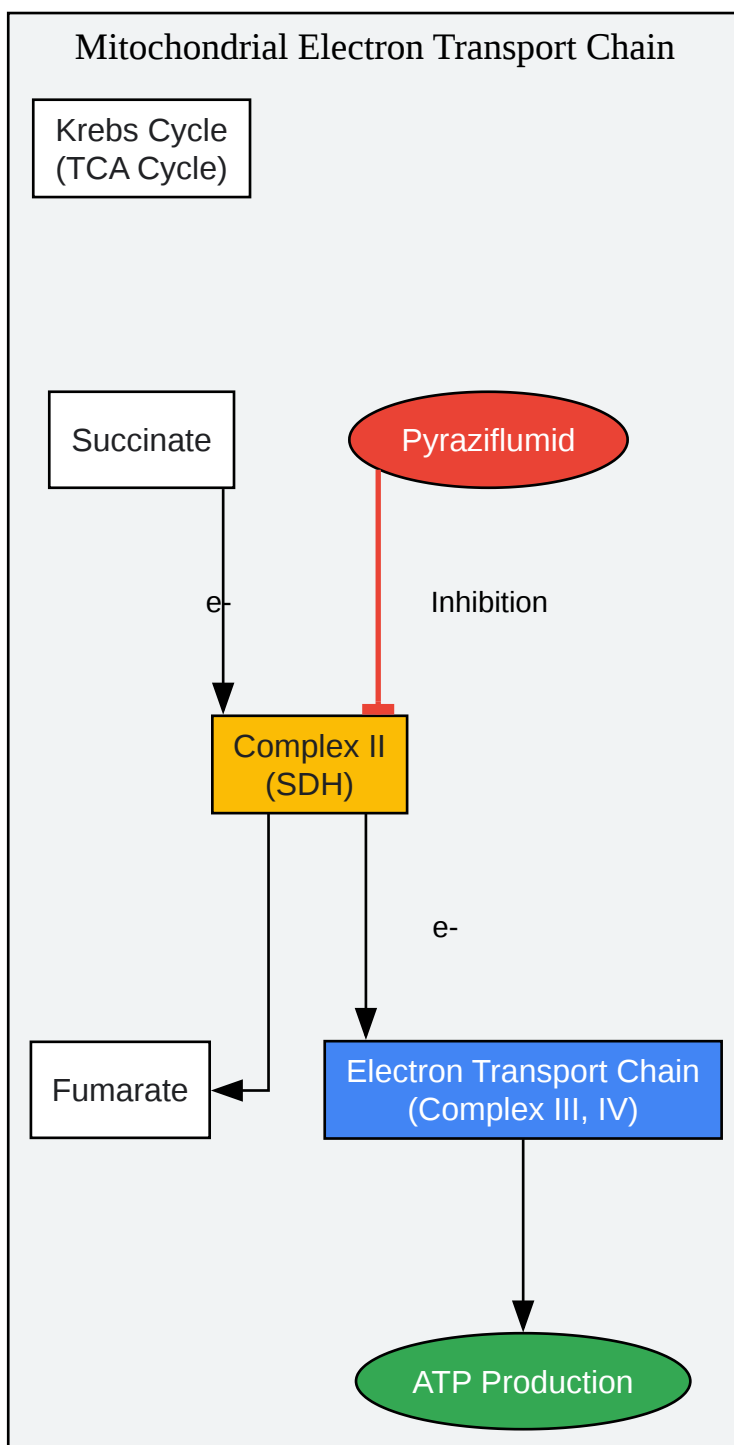 Mitochondrial Electron Transport Chain
Krebs Cycle
(TCA Cycle)
Succinate
Pyraziflumid
e-
Inhibition
Complex II
(SDH)
e-
Fumarate
Electron Transport Chain
(Complex III, IV)
ATP Production